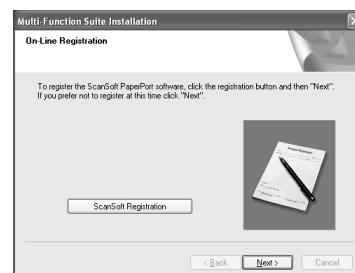 Multi-Function Suite Installation
On-Line Registration
To register the ScanSoft PaperPort software, click the registration button and then "Next".
If you prefer not to register at this time click "Next".
ScanSoft Registration
< Back
Next >
Cancel